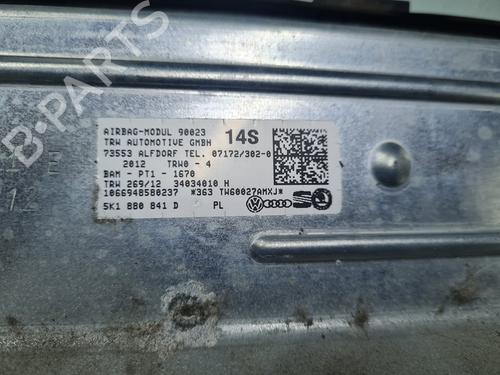 B-Parts
AIRBAG-MODUL 90023 14S
TRW AUTOMOTIVE GMBH
73553 ALFDORF TEL. 07172/302-0
2012 TRW0 - 4
BAM - PT1 - 1670
TRW 269/12 34034010 H
1066948580237 *363 TW60027AMXJ*
5K1 880 841 D PL